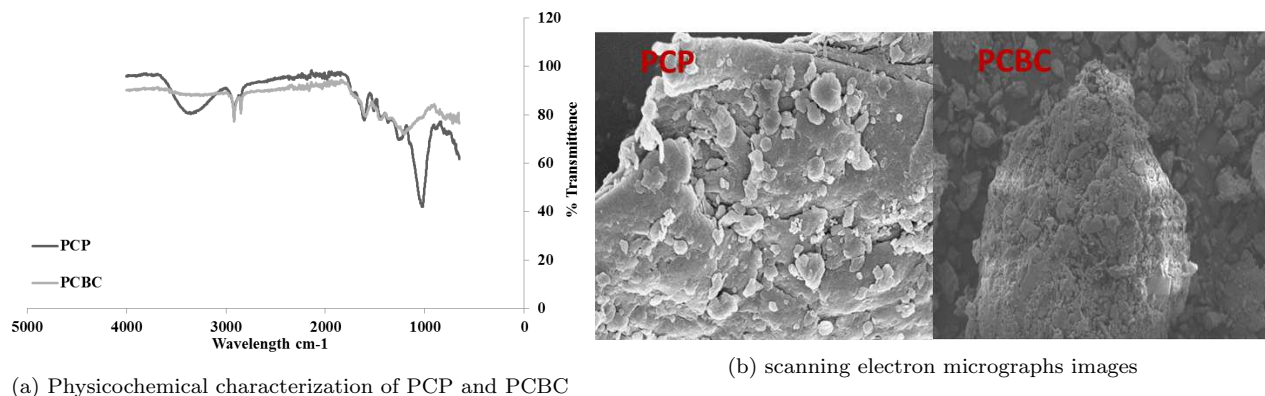 120
100
80
60
40
20
0
% Transmittence
PCP
PCBC
5000 4000 3000 2000 1000 0
Wavelength cm-1
(a) Physicochemical characterization of PCP and PCBC
PCP PCBC
(b) scanning electron micrographs images